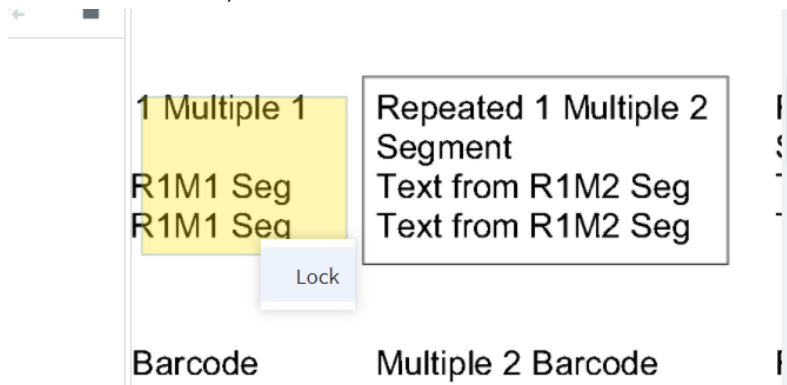 1 Multiple 1
R1M1 Seg
R1M1 Seg
Lock
Repeated 1 Multiple 2
Segment
Text from R1M2 Seg
Text from R1M2 Seg
Barcode
Multiple 2 Barcode